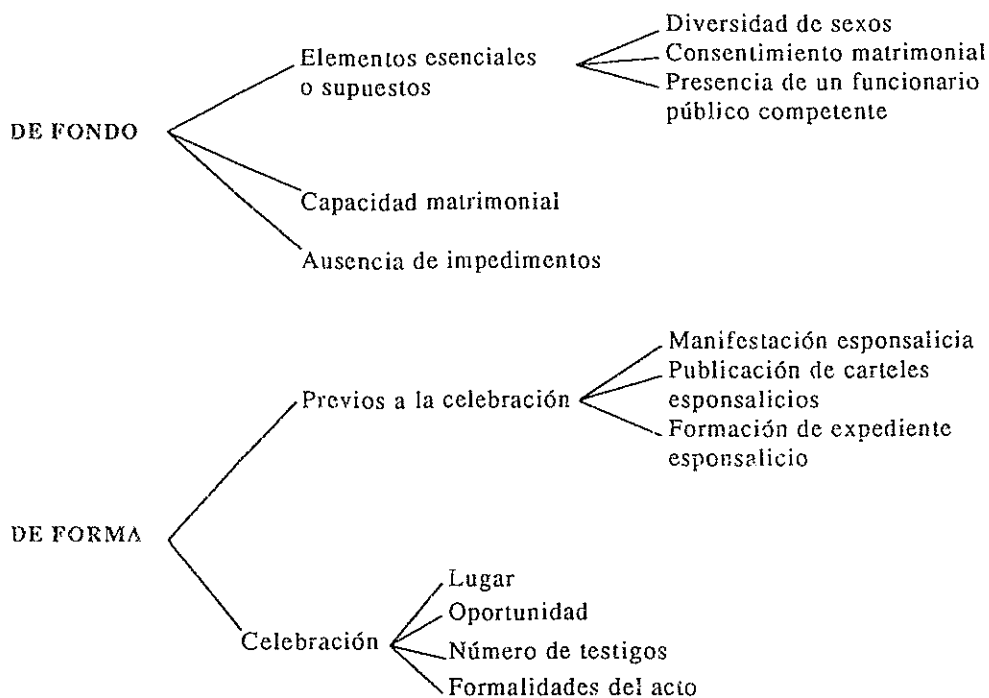 Diversidad de sexos
Elementos esenciales
o supuestos
Consentimiento matrimonial
Presencia de un funcionario
público competente
DE FONDO
Capacidad matrimonial
Ausencia de impedimentos
Manifestación esponsalicia
Previos a la celebración
Publicación de carteles
esponsalicios
Formación de expediente
esponsalicio
DE FORMA
Lugar
Oportunidad
Celebración
Número de testigos
Formalidades del acto